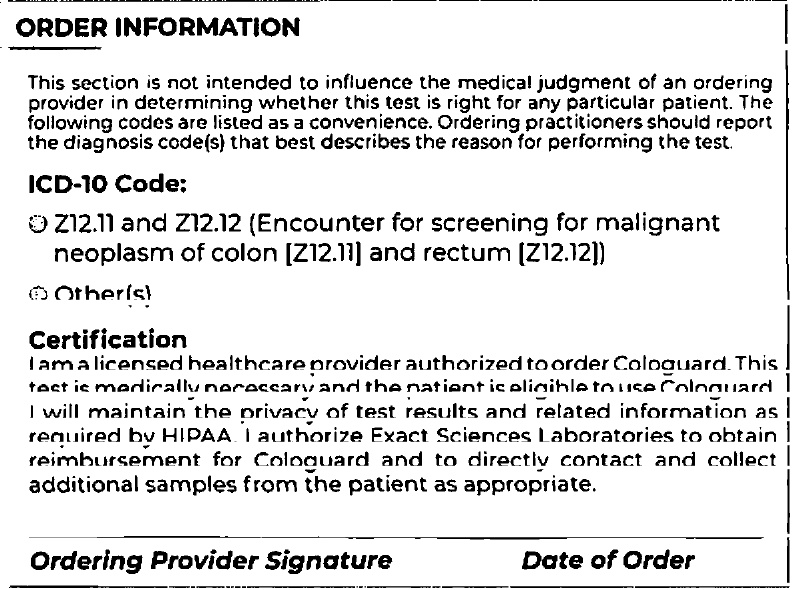 ORDER INFORMATION
This section is not intended to influence the medical judgment of an ordering
provider in determining whether this test is right for any particular patient. The
following codes are listed as a convenience. Ordering practitioners should report
the diagnosis code(s) that best describes the reason for performing the test.
ICD-10 Code:
Z12.11 and Z12.12 (Encounter for screening for malignant
neoplasm of colon [Z12.11] and rectum [Z12.12])
Other(s)
Certification
I am a licensed healthcare provider authorized to order Cologuard. This
test is medically necessary and the patient is eligible to use Cologuard
I will maintain the privacy of test results and related information as
required by HIPAA. I authorize Exact Sciences Laboratories to obtain
reimbursement for Cologuard and to directly contact and collect
additional samples from the patient as appropriate.
Ordering Provider Signature Date of Order